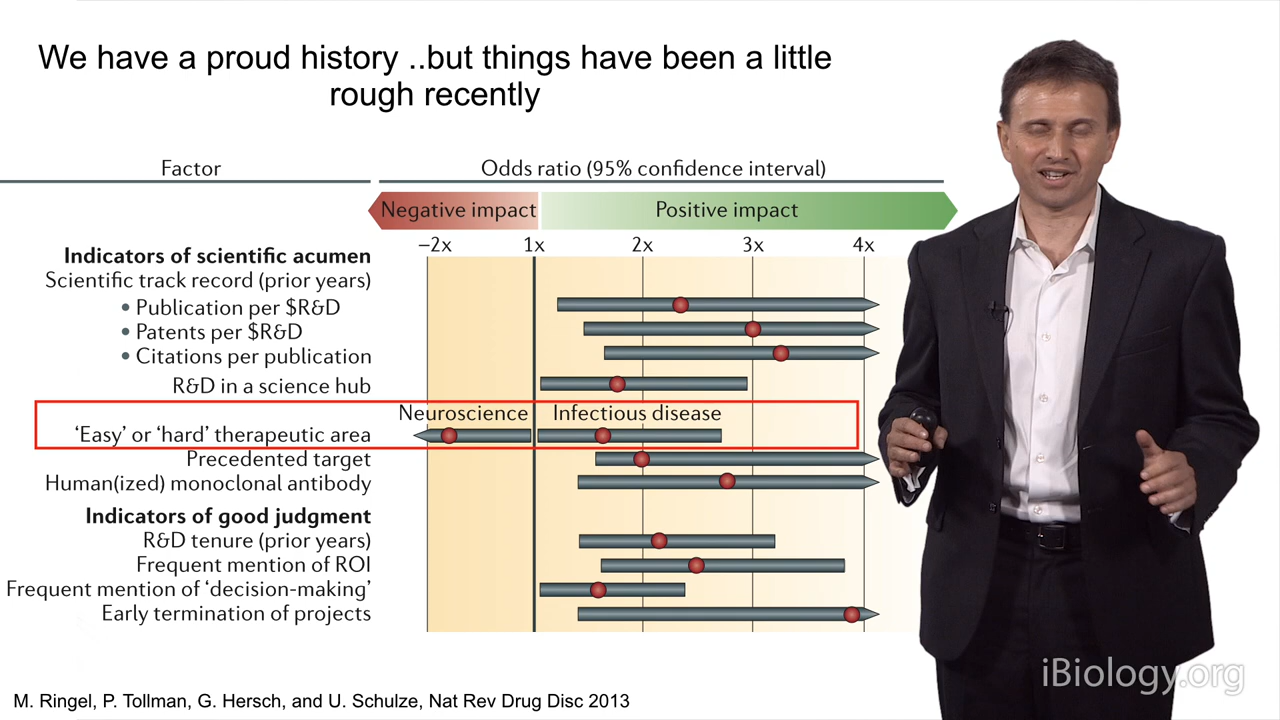 We have a proud history ..but things have been a little
rough recently
Factor
Odds ratio (95% confidence interval)
Negative impact
Positive impact
–2x 1x 2x 3x 4x
Indicators of scientific acumen
Scientific track record (prior years)
• Publication per $R&D
• Patents per $R&D
• Citations per publication
R&D in a science hub
Neuroscience Infectious disease
‘Easy’ or ‘hard’ therapeutic area
Precedented target
Human(ized) monoclonal antibody
Indicators of good judgment
R&D tenure (prior years)
Frequent mention of ROI
Frequent mention of ‘decision-making’
Early termination of projects
M. Ringel, P. Tollman, G. Hersch, and U. Schulze, Nat Rev Drug Disc 2013
iBiology.org